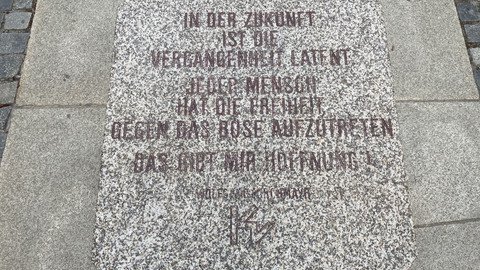 IN DER ZUKUNFT
IST DIE
VERGANGENHEIT LATENT
JEDER MENSCH
HAT DIE FREIHEIT
GEGEN DAS BÖSE AUFZUTRETEN
DAS GIBT MIR HOFFNUNG !